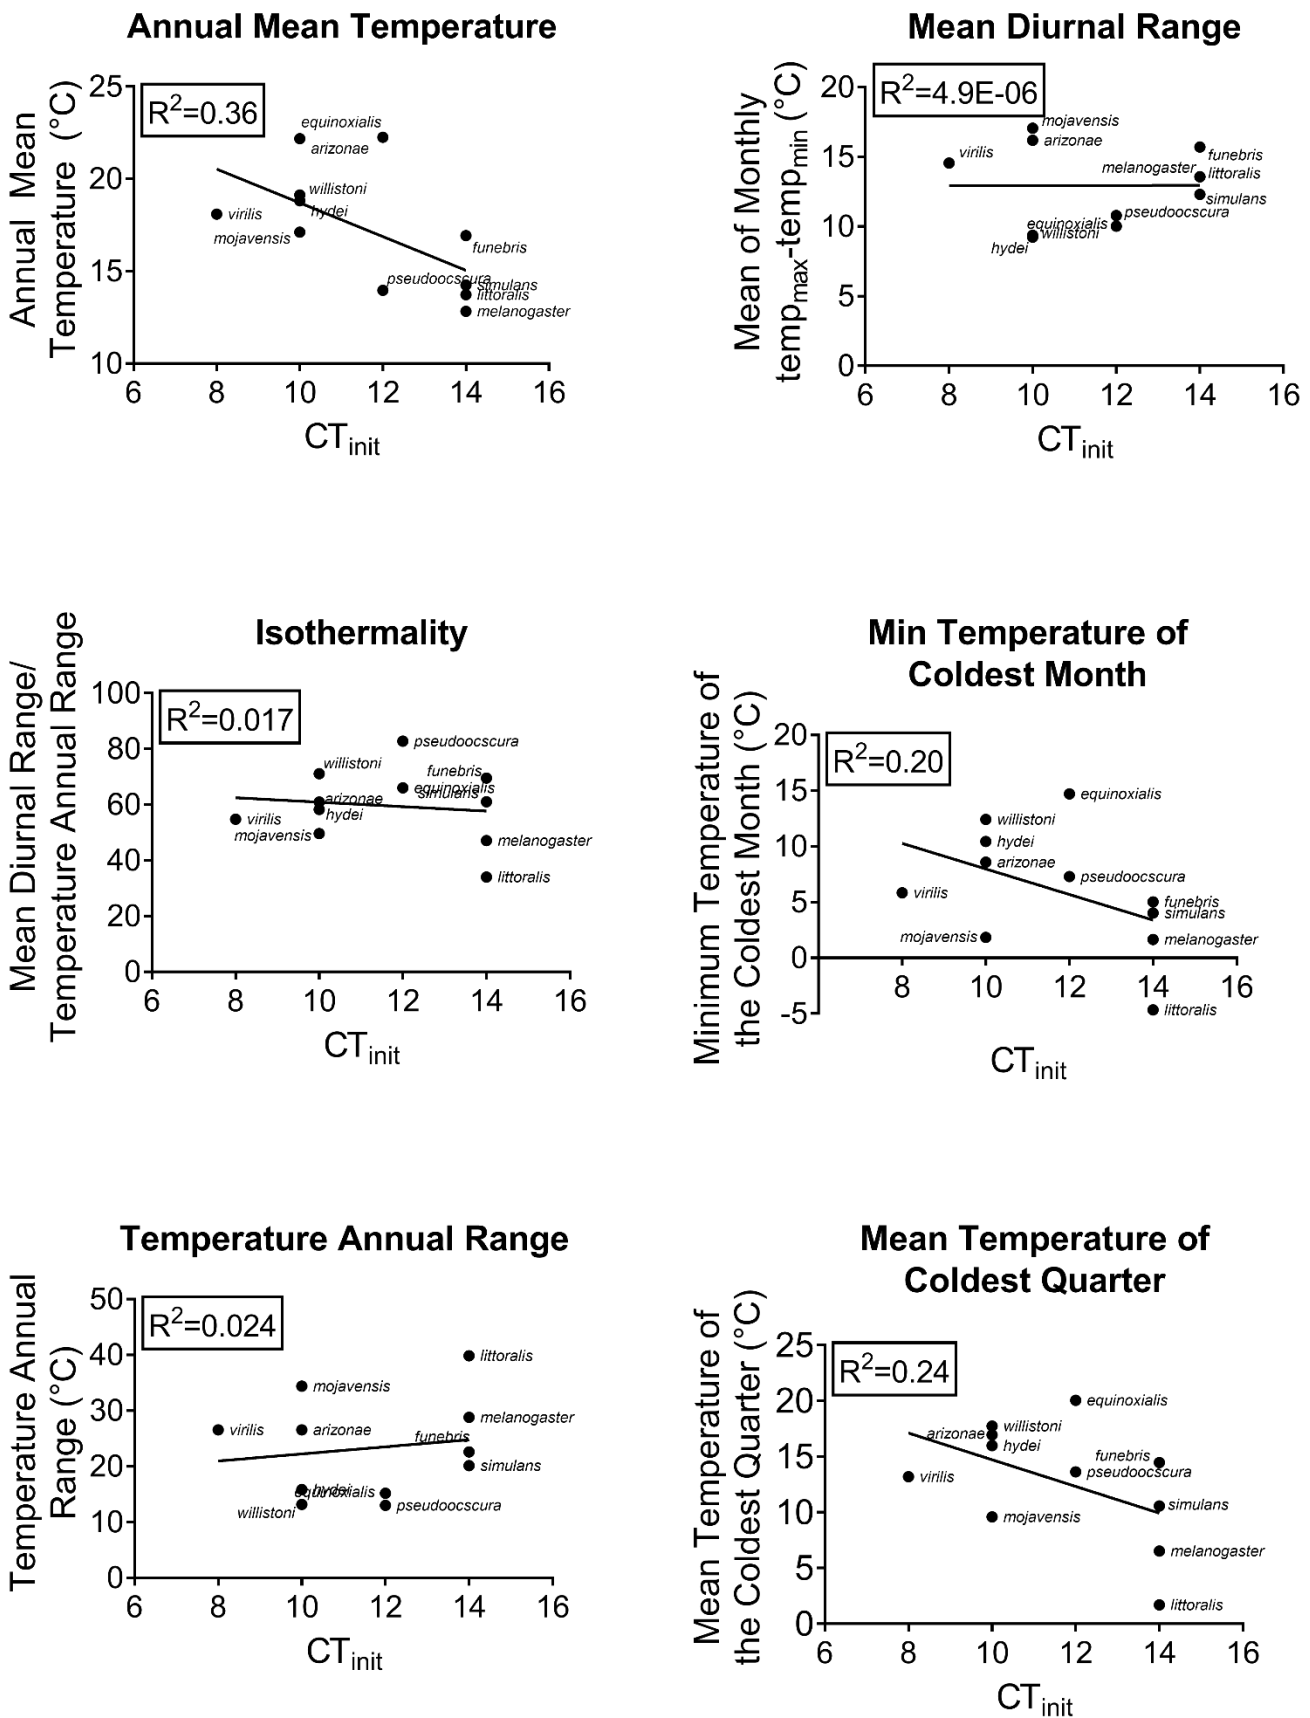 Annual Mean Temperature
R2=0.36
Annual Mean
Temperature (°C)
25
20
15
10
equinoxialis
arizonae
willistoni
hydei
virilis
mojavensis
funebris
pseudoocscura
simulans
littoralis
melanogaster
6 8 10 12 14 16
CTinit
Mean Diurnal Range
R2=4.9E-06
Mean of Monthly
tempmax-tempmin (°C)
20
15
10
5
0
mojavensis
arizonae
virilis
funebris
melanogaster
littoralis
simulans
pseudoocscura
equinoxialis
willistoni
hydei
6 8 10 12 14 16
CTinit
Isothermality
R2=0.017
Mean Diurnal Range/
Temperature Annual Range
100
80
60
40
20
0
pseudoocscura
willistoni
funebris
equinoxialis
simulans
arizonae
hydei
virilis
mojavensis
melanogaster
littoralis
6 8 10 12 14 16
CTinit
Min Temperature of
Coldest Month
R2=0.20
Minimum Temperature of
the Coldest Month (°C)
20
15
10
5
0
-5
equinoxialis
willistoni
hydei
arizonae
pseudoocscura
virilis
funebris
simulans
mojavensis
melanogaster
littoralis
8 10 12 14 16
CTinit
Temperature Annual Range
R2=0.024
Temperature Annual
Range (°C)
50
40
30
20
10
0
littoralis
mojavensis
melanogaster
virilis
arizonae
funebris
simulans
hydei
equinoxialis
willistoni
pseudoocscura
6 8 10 12 14 16
CTinit
Mean Temperature of
Coldest Quarter
R2=0.24
Mean Temperature of
the Coldest Quarter (°C)
25
20
15
10
5
0
equinoxialis
willistoni
arizonae
hydei
funebris
pseudoocscura
virilis
simulans
mojavensis
melanogaster
littoralis
6 8 10 12 14 16
CTinit